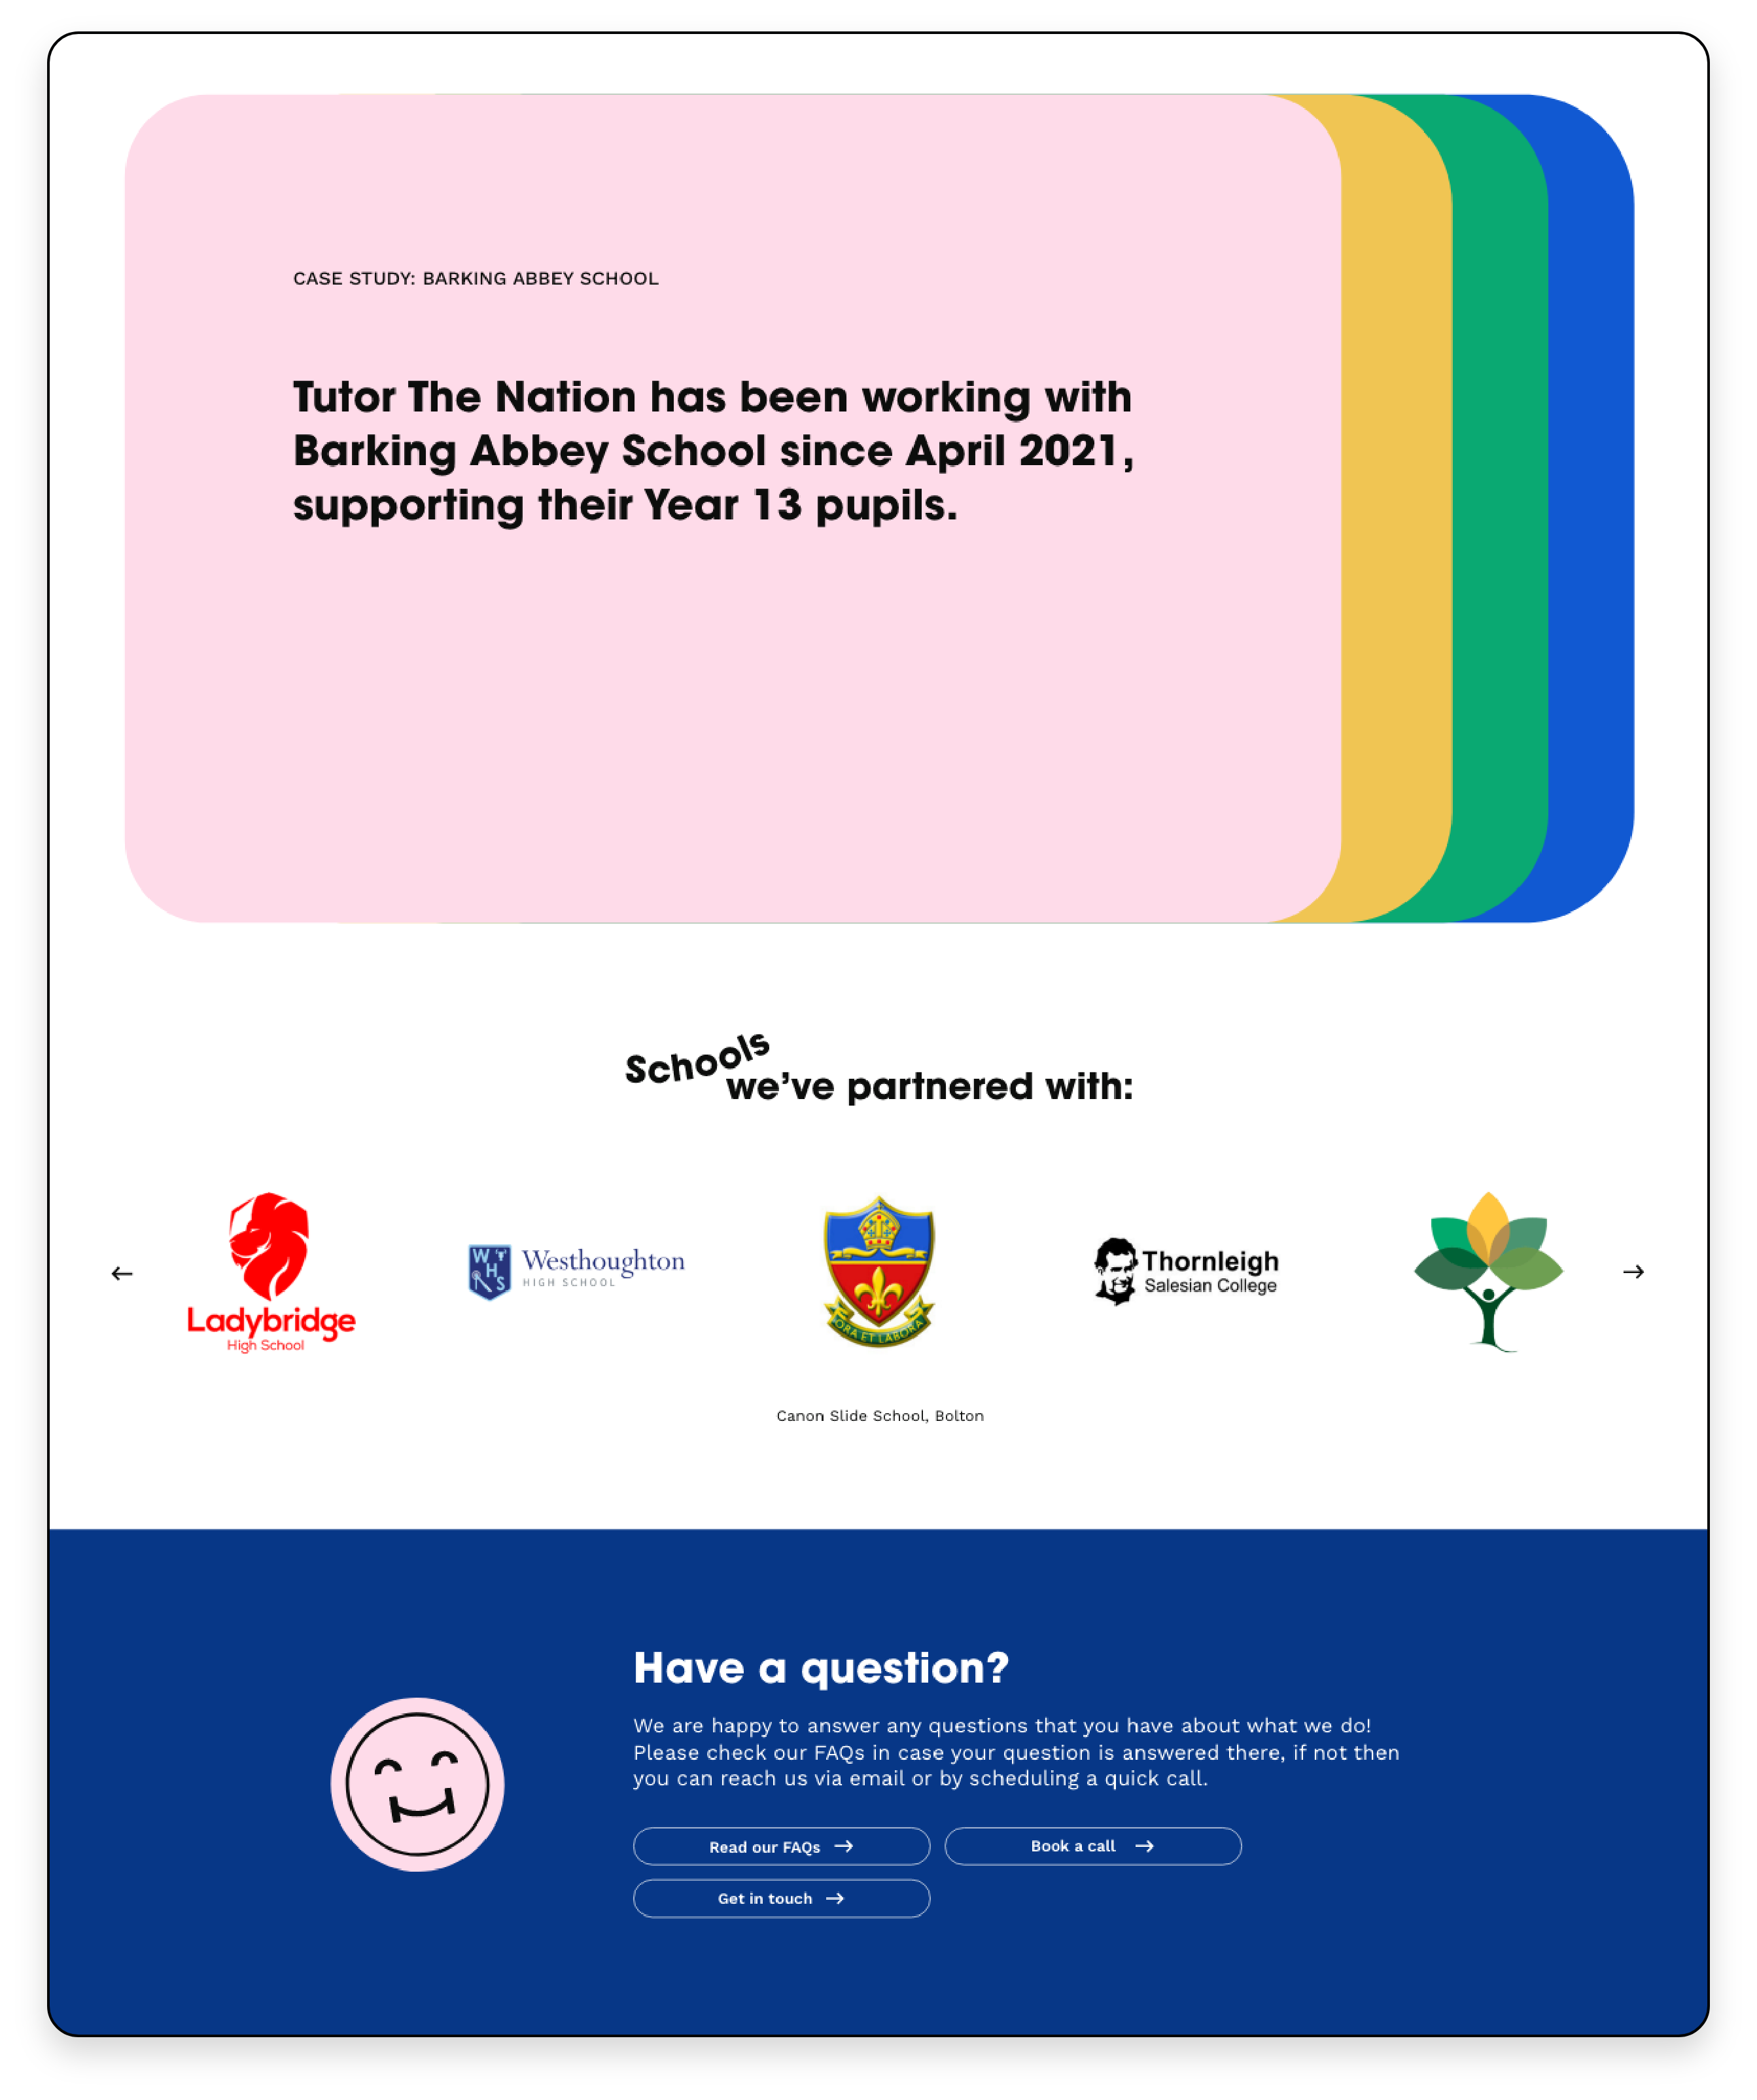 CASE STUDY: BARKING ABBEY SCHOOL
Tutor The Nation has been working with
Barking Abbey School since April 2021,
supporting their Year 13 pupils.
Schools
we’ve partnered with:
Ladybridge
High School
W H S
Westhoughton
HIGH SCHOOL
ORA ET LABORA
Thornleigh
Salesian College
Canon Slide School, Bolton
Have a question?
We are happy to answer any questions that you have about what we do!
Please check our FAQs in case your question is answered there, if not then
you can reach us via email or by scheduling a quick call.
Read our FAQs →
Book a call →
Get in touch →